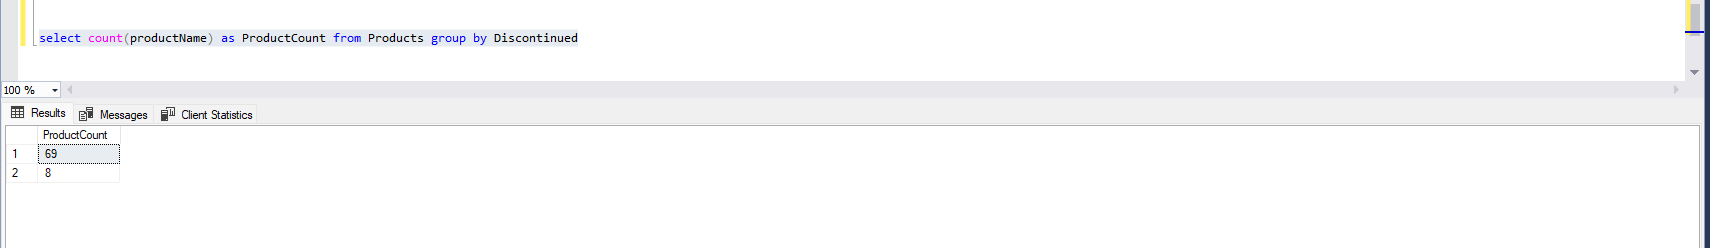 select count(productName) as ProductCount from Products group by Discontinued
100 %
Results Messages Client Statistics
ProductCount
1 69
2 8